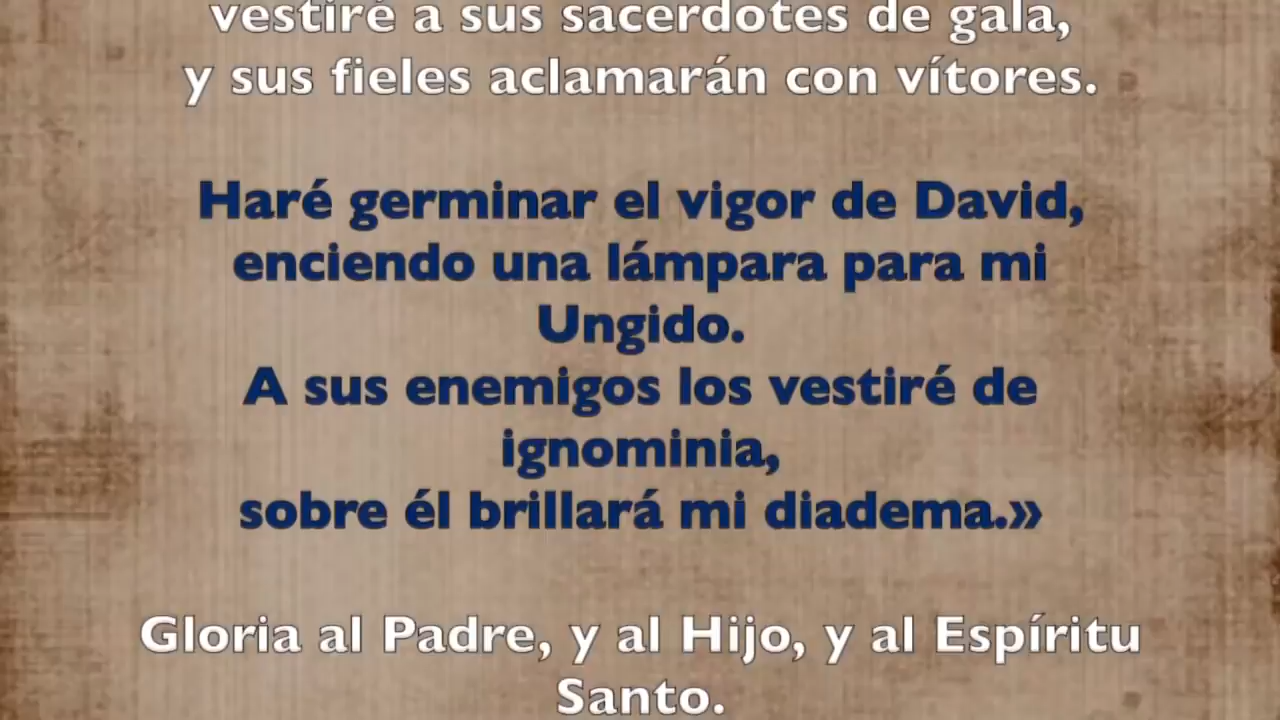 vestiré a sus sacerdotes de gala,
y sus fieles aclamarán con vítores.
Haré germinar el vigor de David,
enciendo una lámpara para mi
Ungido.
A sus enemigos los vestiré de
ignominia,
sobre él brillará mi diadema.»
Gloria al Padre, y al Hijo, y al Espíritu
Santo.